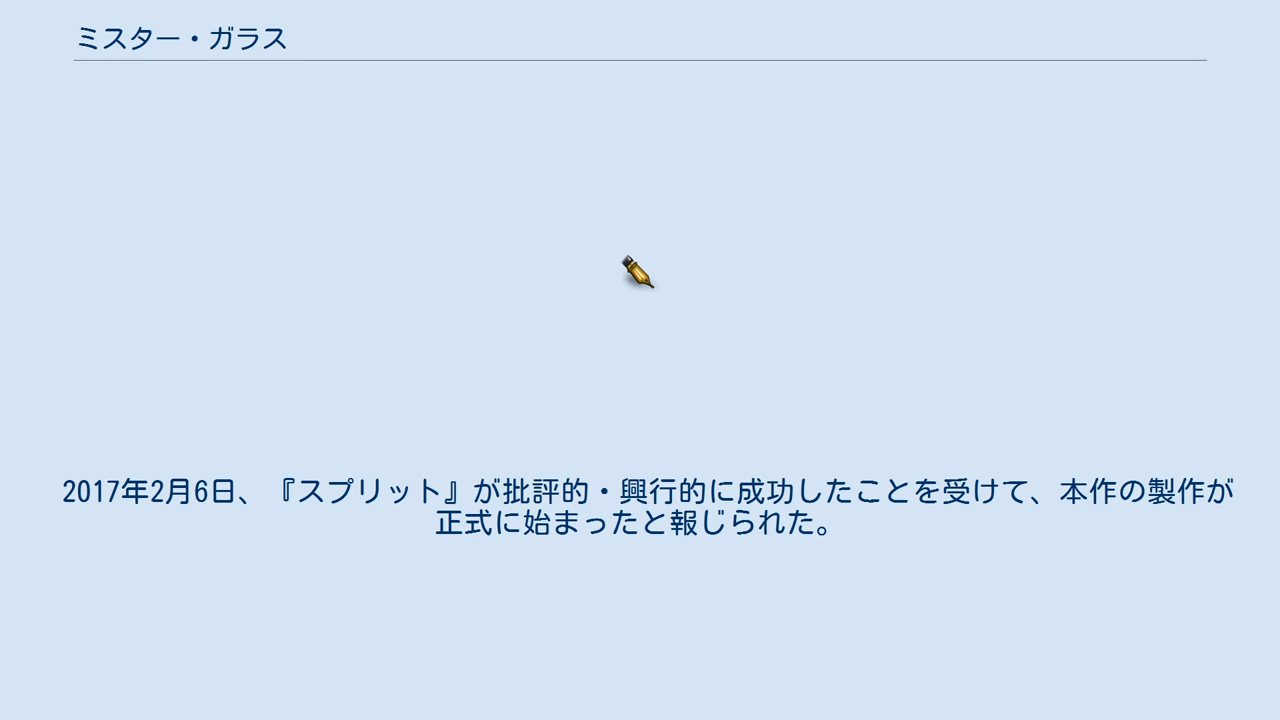 ミスター・ガラス
2017年2月6日、『スプリット』が批評的・興行的に成功したことを受けて、本作の製作が
正式に始まったと報じられた。